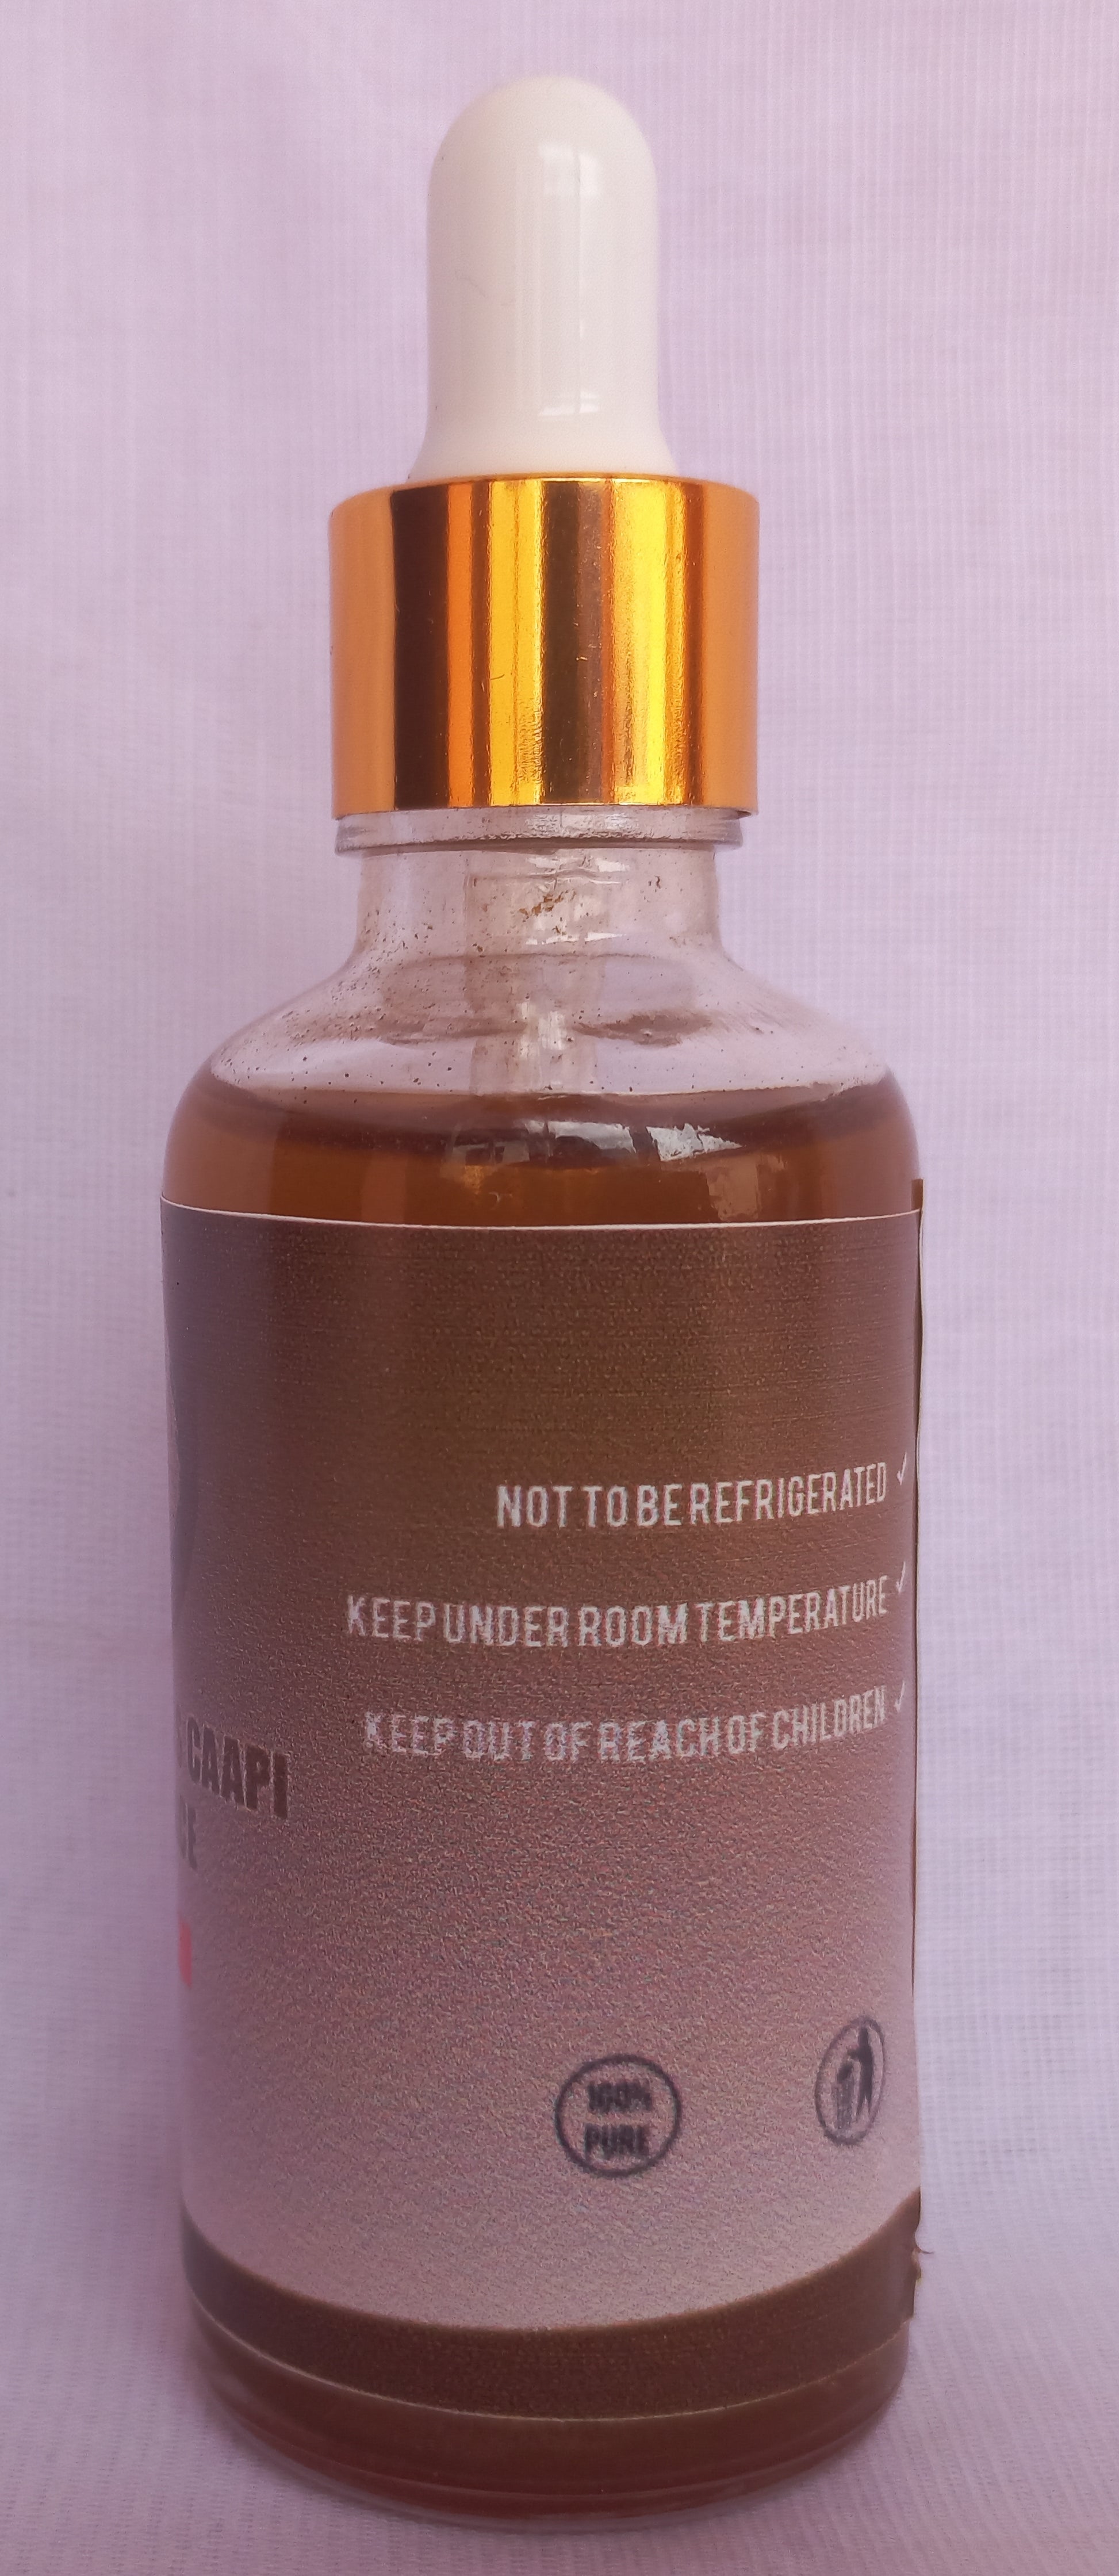 NOT TO BE REFRIGERATED ✓
KEEP UNDER ROOM TEMPERATURE ✓
KEEP OUT OF REACH OF CHILDREN ✓
CAAPI
100%
PURE